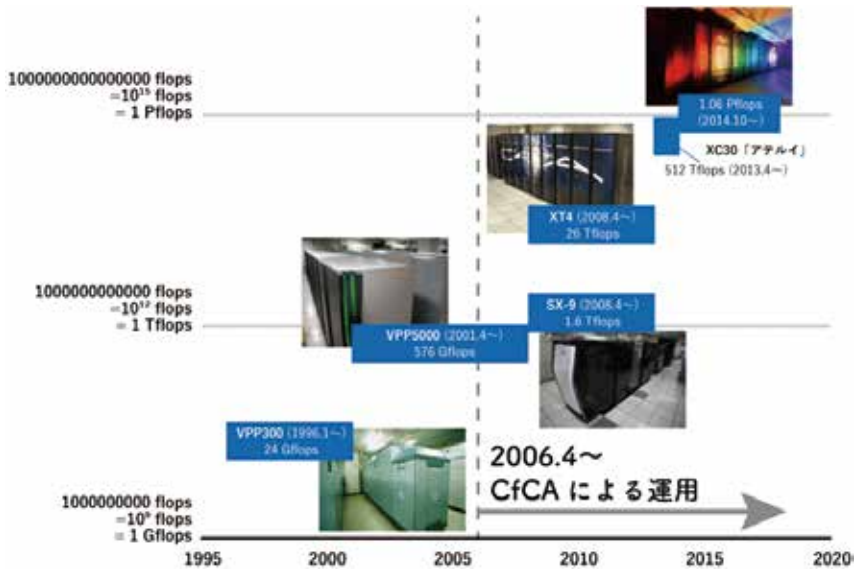 1000000000000000 flops
=10¹⁵ flops
= 1 Pflops
1.06 Pflops
(2014.10〜)
XC30「アテルイ」
512 Tflops (2013.4〜)
XT4 (2008.4〜)
26 Tflops
1000000000000 flops
=10¹² flops
= 1 Tflops
SX-9 (2008.4〜)
1.6 Tflops
VPP5000 (2001.4〜)
576 Gflops
VPP300 (1996.1〜)
24 Gflops
2006.4〜
CfCA による運用
1000000000 flops
=10⁹ flops
= 1 Gflops
1995 2000 2005 2010 2015 2020